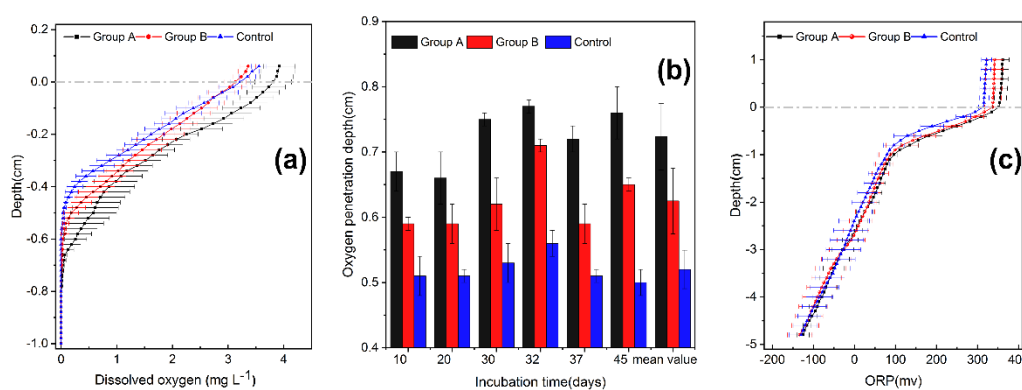 Group A Group B Control
0.2
0.0
-0.2
-0.4
-0.6
-0.8
-1.0
0 1 2 3 4
Depth(cm)
Dissolved oxygen (mg L-1)
(a)
Group A Group B Control
0.8
0.7
0.6
0.5
0.4
10 20 30 32 37 45 mean value
Oxygen penetration depth(cm)
Incubation time(days)
(b)
Group A Group B Control
2
1
0
-1
-2
-3
-4
-5
-200 -100 0 100 200 300 40
Depth(cm)
ORP(mv)
(c)